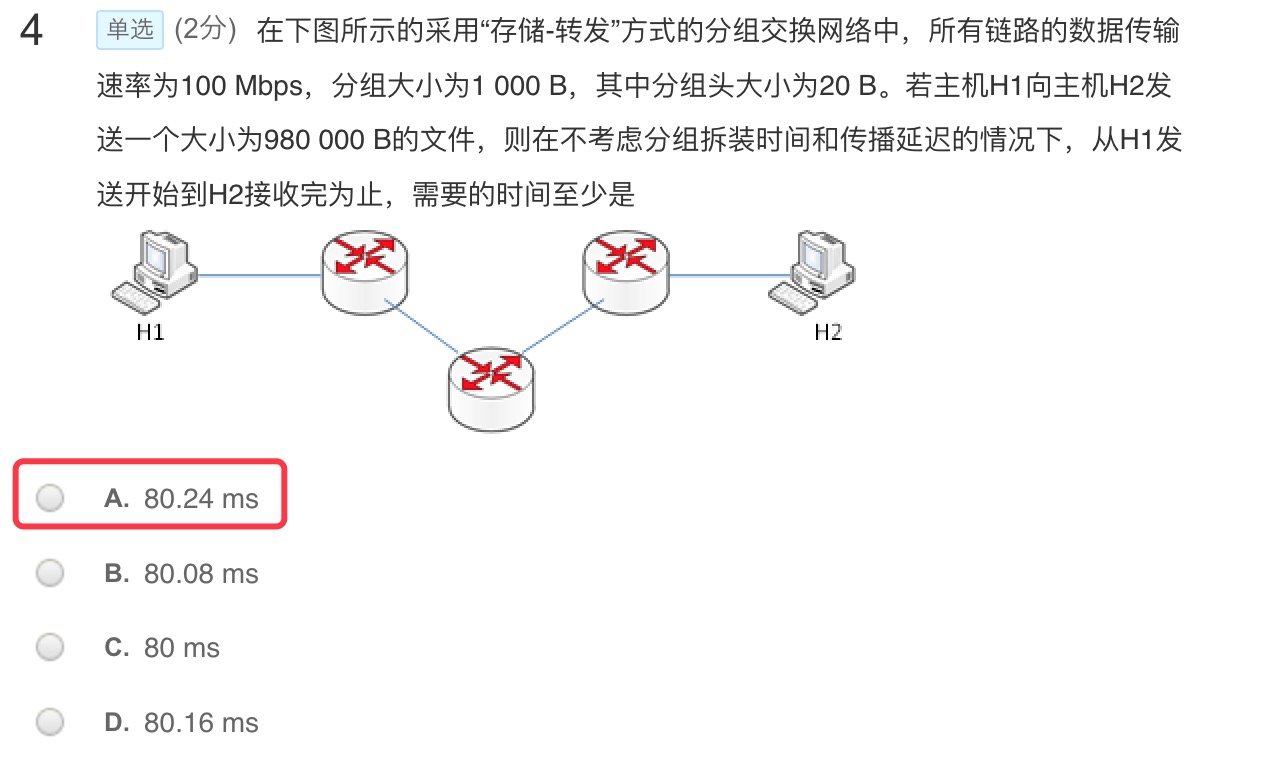 4 单选 (2分) 在下图所示的采用“存储-转发”方式的分组交换网络中，所有链路的数据传输
速率为100 Mbps，分组大小为1 000 B，其中分组头大小为20 B。若主机H1向主机H2发
送一个大小为980 000 B的文件，则在不考虑分组拆装时间和传播延迟的情况下，从H1发
送开始到H2接收完为止，需要的时间至少是
H1
H2
A. 80.24 ms
B. 80.08 ms
C. 80 ms
D. 80.16 ms